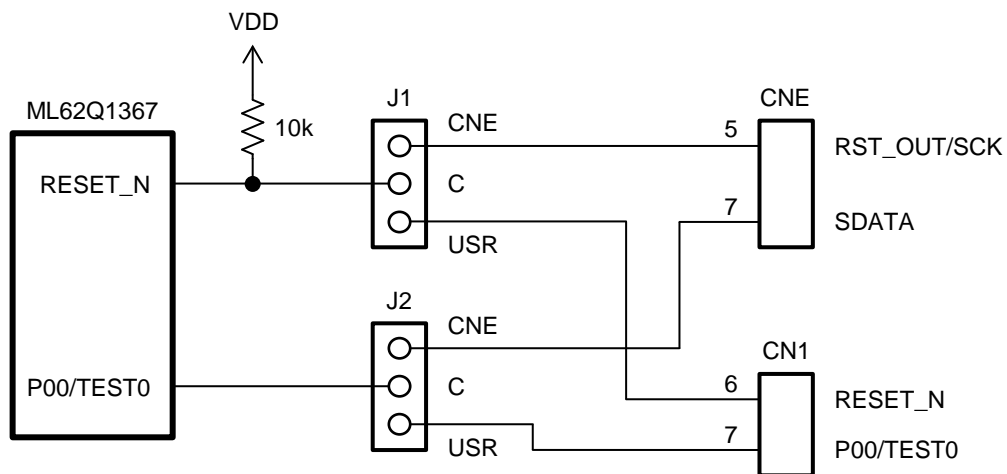 VDD
ML62Q1367
10k
RESET_N
P00/TEST0
J1
CNE
C
USR
J2
CNE
C
USR
CNE
5
RST_OUT/SCK
7
SDATA
CN1
6
RESET_N
7
P00/TEST0